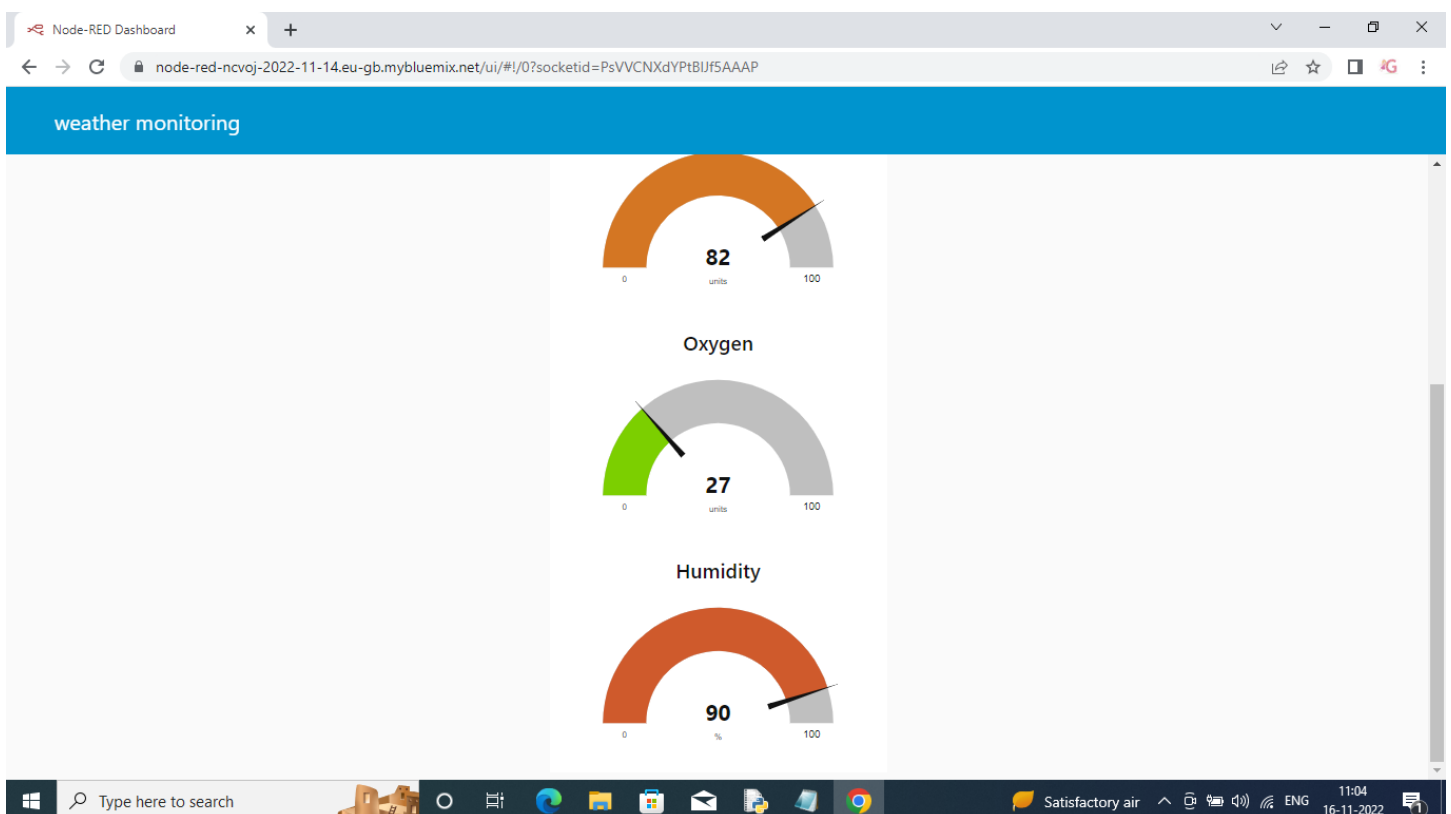 Node-RED Dashboard
node-red-ncvoj-2022-11-14.eu-gb.mybluemix.net/ui/#!/0?socketid=PsVVCNXdYPtBIJf5AAAP
weather monitoring
82
0 units 100
Oxygen
27
0 units 100
Humidity
90
0 % 100
Type here to search
Satisfactory air ENG 11:04
16-11-2022
1